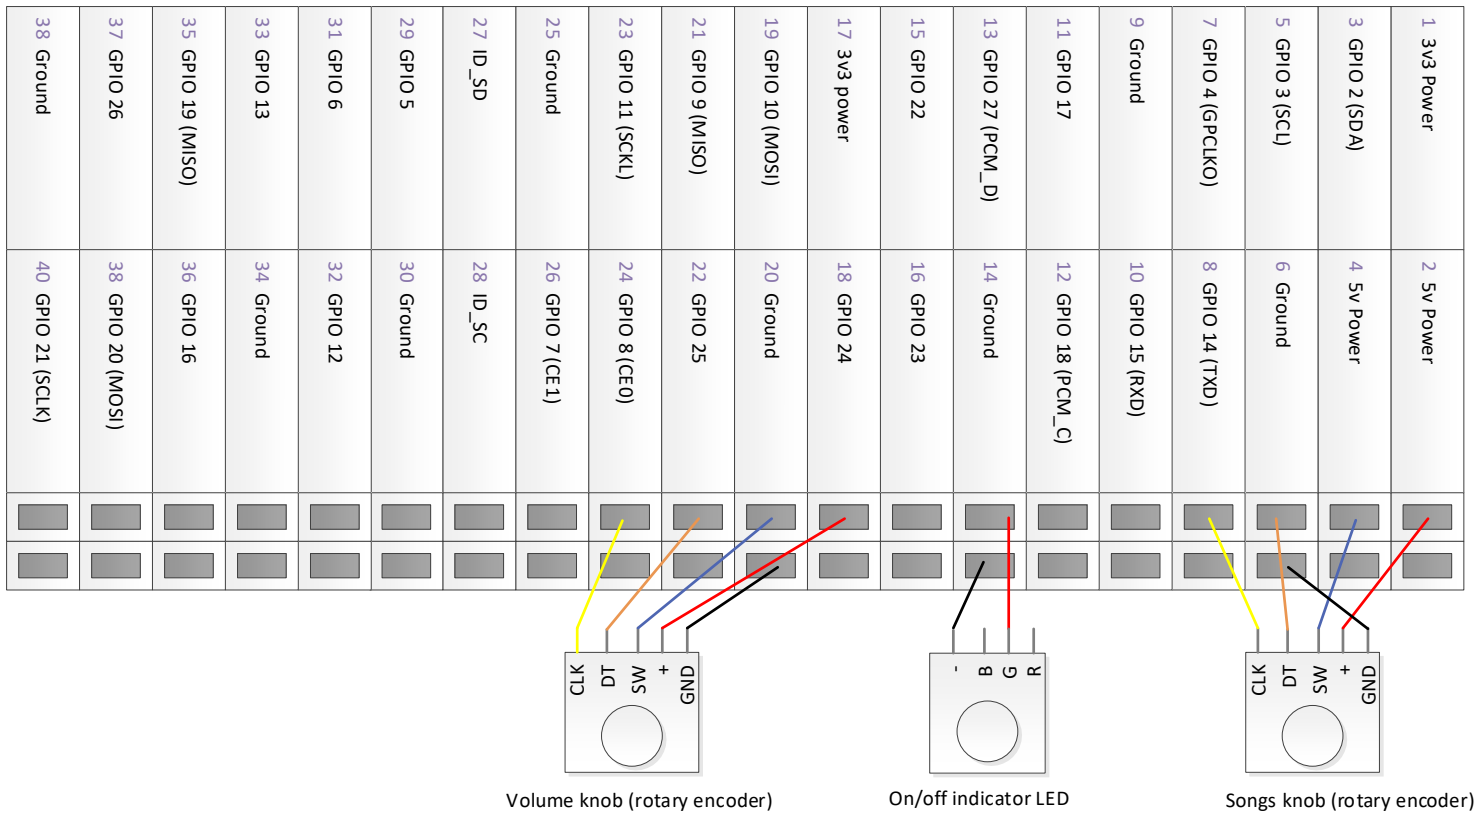 38 Ground
37 GPIO 26
35 GPIO 19 (MISO)
33 GPIO 13
31 GPIO 6
29 GPIO 5
27 ID_SD
25 Ground
23 GPIO 11 (SCKL)
21 GPIO 9 (MISO)
19 GPIO 10 (MOSI)
17 3v3 power
15 GPIO 22
13 GPIO 27 (PCM_D)
11 GPIO 17
9 Ground
7 GPIO 4 (GPCLKO)
5 GPIO 3 (SCL)
3 GPIO 2 (SDA)
1 3v3 Power
40 GPIO 21 (SCLK)
38 GPIO 20 (MOSI)
36 GPIO 16
34 Ground
32 GPIO 12
30 Ground
28 ID_SC
26 GPIO 7 (CE1)
24 GPIO 8 (CE0)
22 GPIO 25
20 Ground
18 GPIO 24
16 GPIO 23
14 Ground
12 GPIO 18 (PCM_C)
10 GPIO 15 (RXD)
8 GPIO 14 (TXD)
6 Ground
4 5v Power
2 5v Power
CLK
DT
SW
+
GND
-
B
G
R
CLK
DT
SW
+
GND
Volume knob (rotary encoder)
On/off indicator LED
Songs knob (rotary encoder)